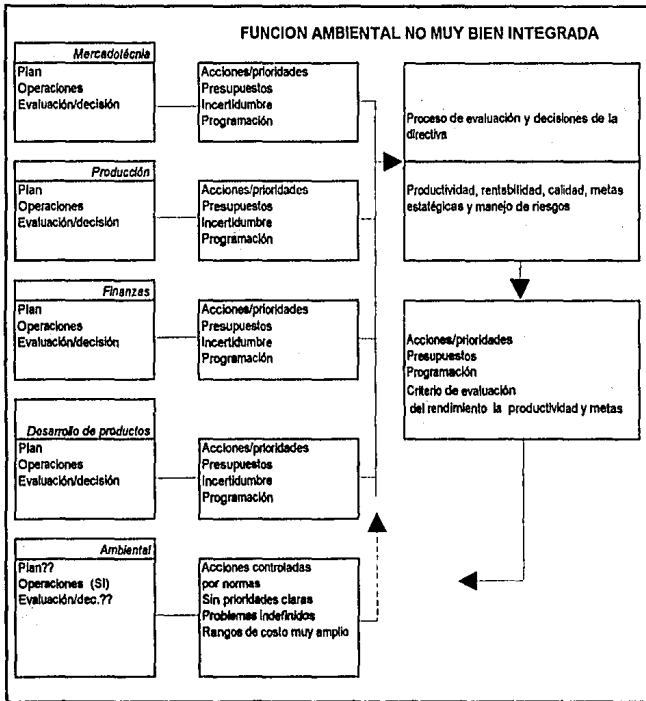 FUNCION AMBIENTAL NO MUY BIEN INTEGRADA
Mercadotécnia
Plan
Operaciones
Evaluación/decisión
Acciones/prioridades
Presupuestos
Incertidumbre
Programación
Proceso de evaluación y decisiones de la
directiva
Productividad, rentabilidad, calidad, metas
estatégicas y manejo de riesgos
Producción
Plan
Operaciones
Evaluación/decisión
Acciones/prioridades
Presupuestos
Incertidumbre
Programación
Finanzas
Plan
Operaciones
Evaluación/decisión
Acciones/prioridades
Presupuestos
Incertidumbre
Programación
Acciones/prioridades
Presupuestos
Programación
Criterio de evaluación
del rendimiento la productividad y metas
Desarrollo de productos
Plan
Operaciones
Evaluación/decisión
Acciones/prioridades
Presupuestos
Incertidumbre
Programación
Ambiental
Plan??
Operaciones (SI)
Evaluación/dec.??
Acciones controladas
por normas
Sin prioridades claras
Problemas indefinidos
Rangos de costo muy amplio